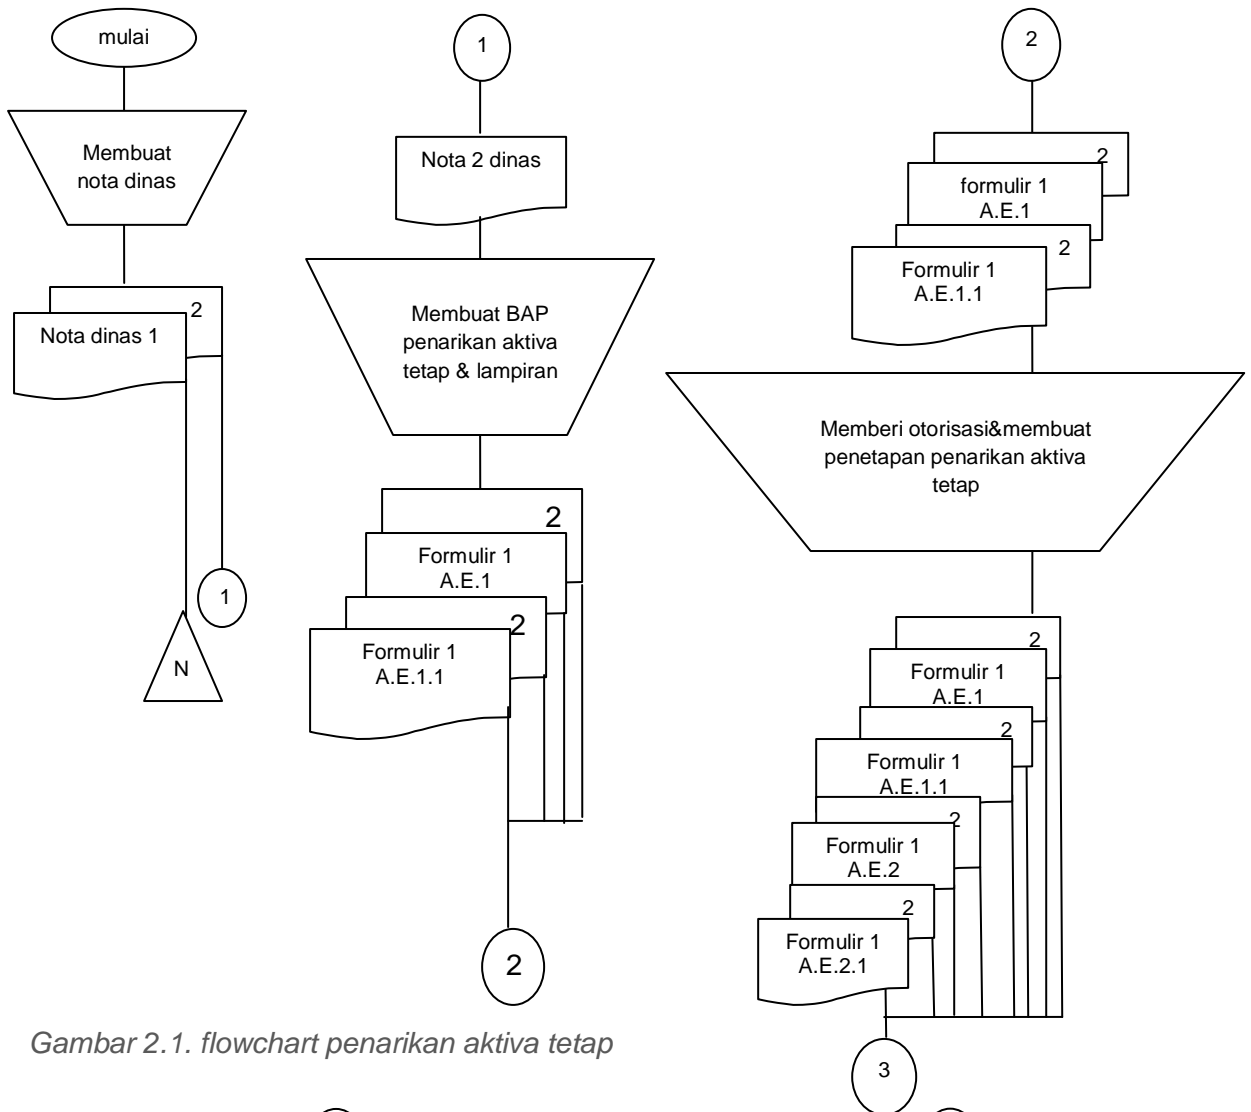 mulai
Membuat
nota dinas
2
Nota dinas 1
1
N
1
Nota 2 dinas
Membuat BAP
penarikan aktiva
tetap & lampiran
2
Formulir 1
A.E.1
2
Formulir 1
A.E.1.1
2
2
2
formulir 1
A.E.1
2
Formulir 1
A.E.1.1
Memberi otorisasi&membuat
penetapan penarikan aktiva
tetap
2
Formulir 1
A.E.1
2
Formulir 1
A.E.1.1
2
Formulir 1
A.E.2
2
Formulir 1
A.E.2.1
3
Gambar 2.1. flowchart penarikan aktiva tetap